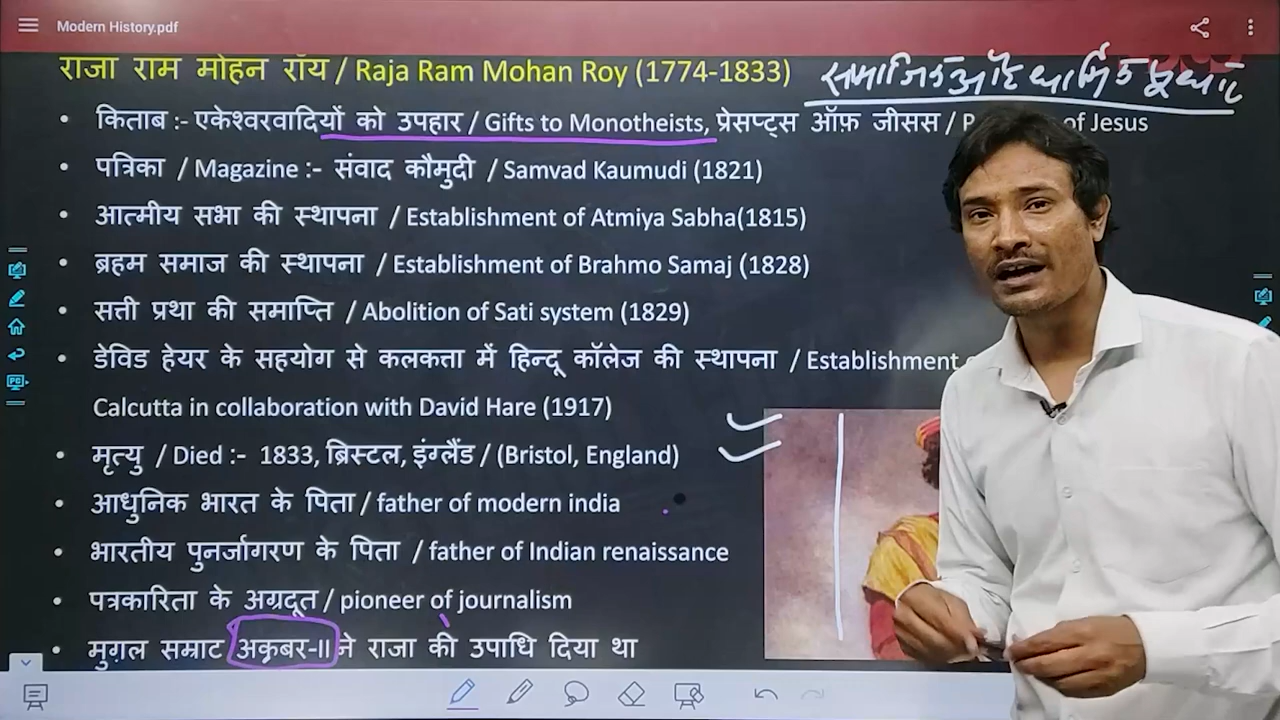 Modern History.pdf
राजा राम मोहन रॉय / Raja Ram Mohan Roy (1774-1833)
• किताब :- एकेश्वरवादियों को उपहार / Gifts to Monotheists, प्रेसप्ट्स ऑफ़ जीसस / P of Jesus
• पत्रिका / Magazine :- संवाद कौमुदी / Samvad Kaumudi (1821)
• आत्मीय सभा की स्थापना / Establishment of Atmiya Sabha(1815)
• ब्रहम समाज की स्थापना / Establishment of Brahmo Samaj (1828)
• सत्ती प्रथा की समाप्ति / Abolition of Sati system (1829)
• डेविड हेयर के सहयोग से कलकत्ता में हिन्दू कॉलेज की स्थापना / Establishment
Calcutta in collaboration with David Hare (1917)
• मृत्यु / Died :- 1833, ब्रिस्टल, इंग्लैंड / (Bristol, England)
• आधुनिक भारत के पिता / father of modern india
• भारतीय पुनर्जागरण के पिता / father of Indian renaissance
• पत्रकारिता के अग्रदूत / pioneer of journalism
• मुग़ल सम्राट अकबर-II ने राजा की उपाधि दिया था